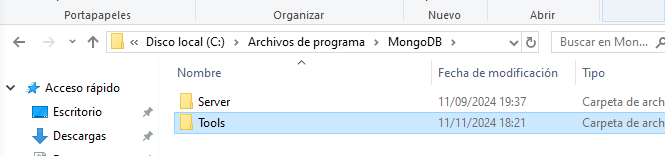 Portapapeles Organizar Nuevo Abrir
« Disco local (C:) > Archivos de programa > MongoDB > Buscar en Mon...
Nombre Fecha de modificación Tipo
Acceso rápido
Server 11/09/2024 19:37 Carpeta de arch
Escritorio
Tools 11/11/2024 18:21 Carpeta de arch
Descargas